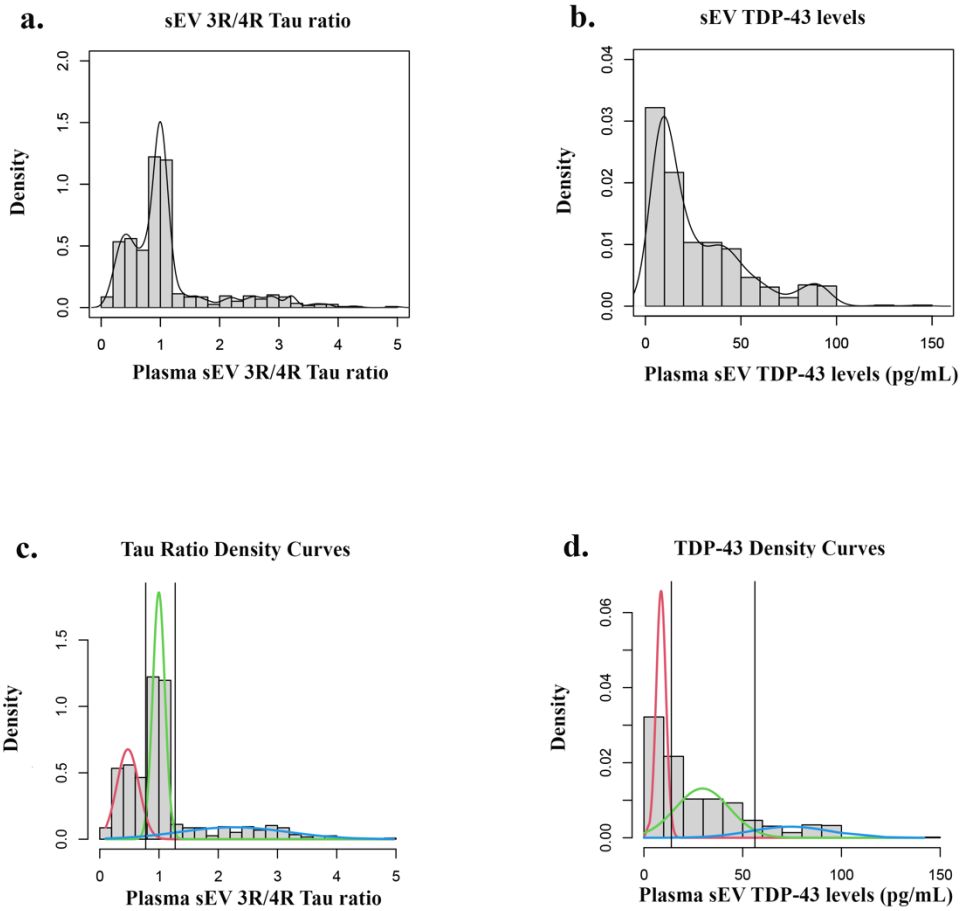 a.
sEV 3R/4R Tau ratio
Density
0.0 0.5 1.0 1.5 2.0
0 1 2 3 4 5
Plasma sEV 3R/4R Tau ratio
b.
sEV TDP-43 levels
Density
0.00 0.01 0.02 0.03 0.04
0 50 100 150
Plasma sEV TDP-43 levels (pg/mL)
c.
Tau Ratio Density Curves
Density
0.0 0.5 1.0 1.5
0 1 2 3 4 5
Plasma sEV 3R/4R Tau ratio
d.
TDP-43 Density Curves
Density
0.00 0.02 0.04 0.06
0 50 100 150
Plasma sEV TDP-43 levels (pg/mL)